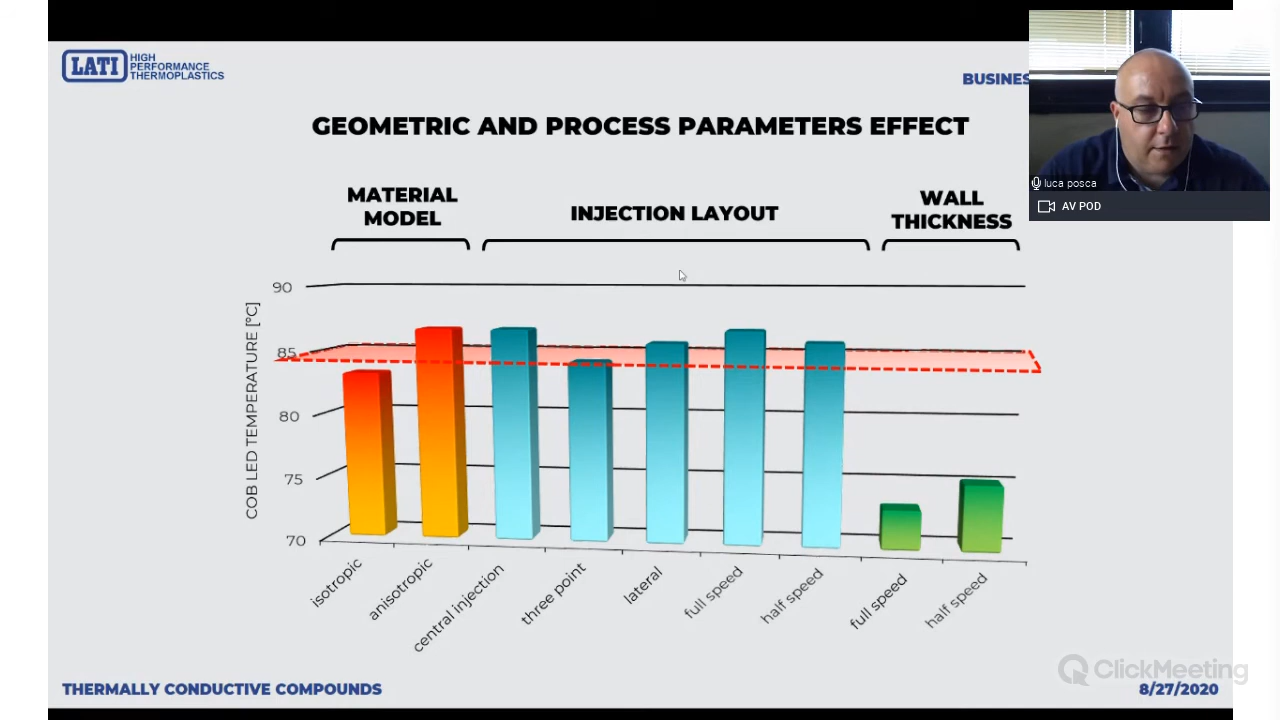 LATI
HIGH
PERFORMANCE
THERMOPLASTICS
BUSINES
GEOMETRIC AND PROCESS PARAMETERS EFFECT
luca posca
AV POD
MATERIAL
MODEL
INJECTION LAYOUT
WALL
THICKNESS
COB LED TEMPERATURE [°C]
90
85
80
75
70
isotropic
anisotropic
central injection
three point
lateral
full speed
half speed
full speed
half speed
ClickMeeting
THERMALLY CONDUCTIVE COMPOUNDS
8/27/2020